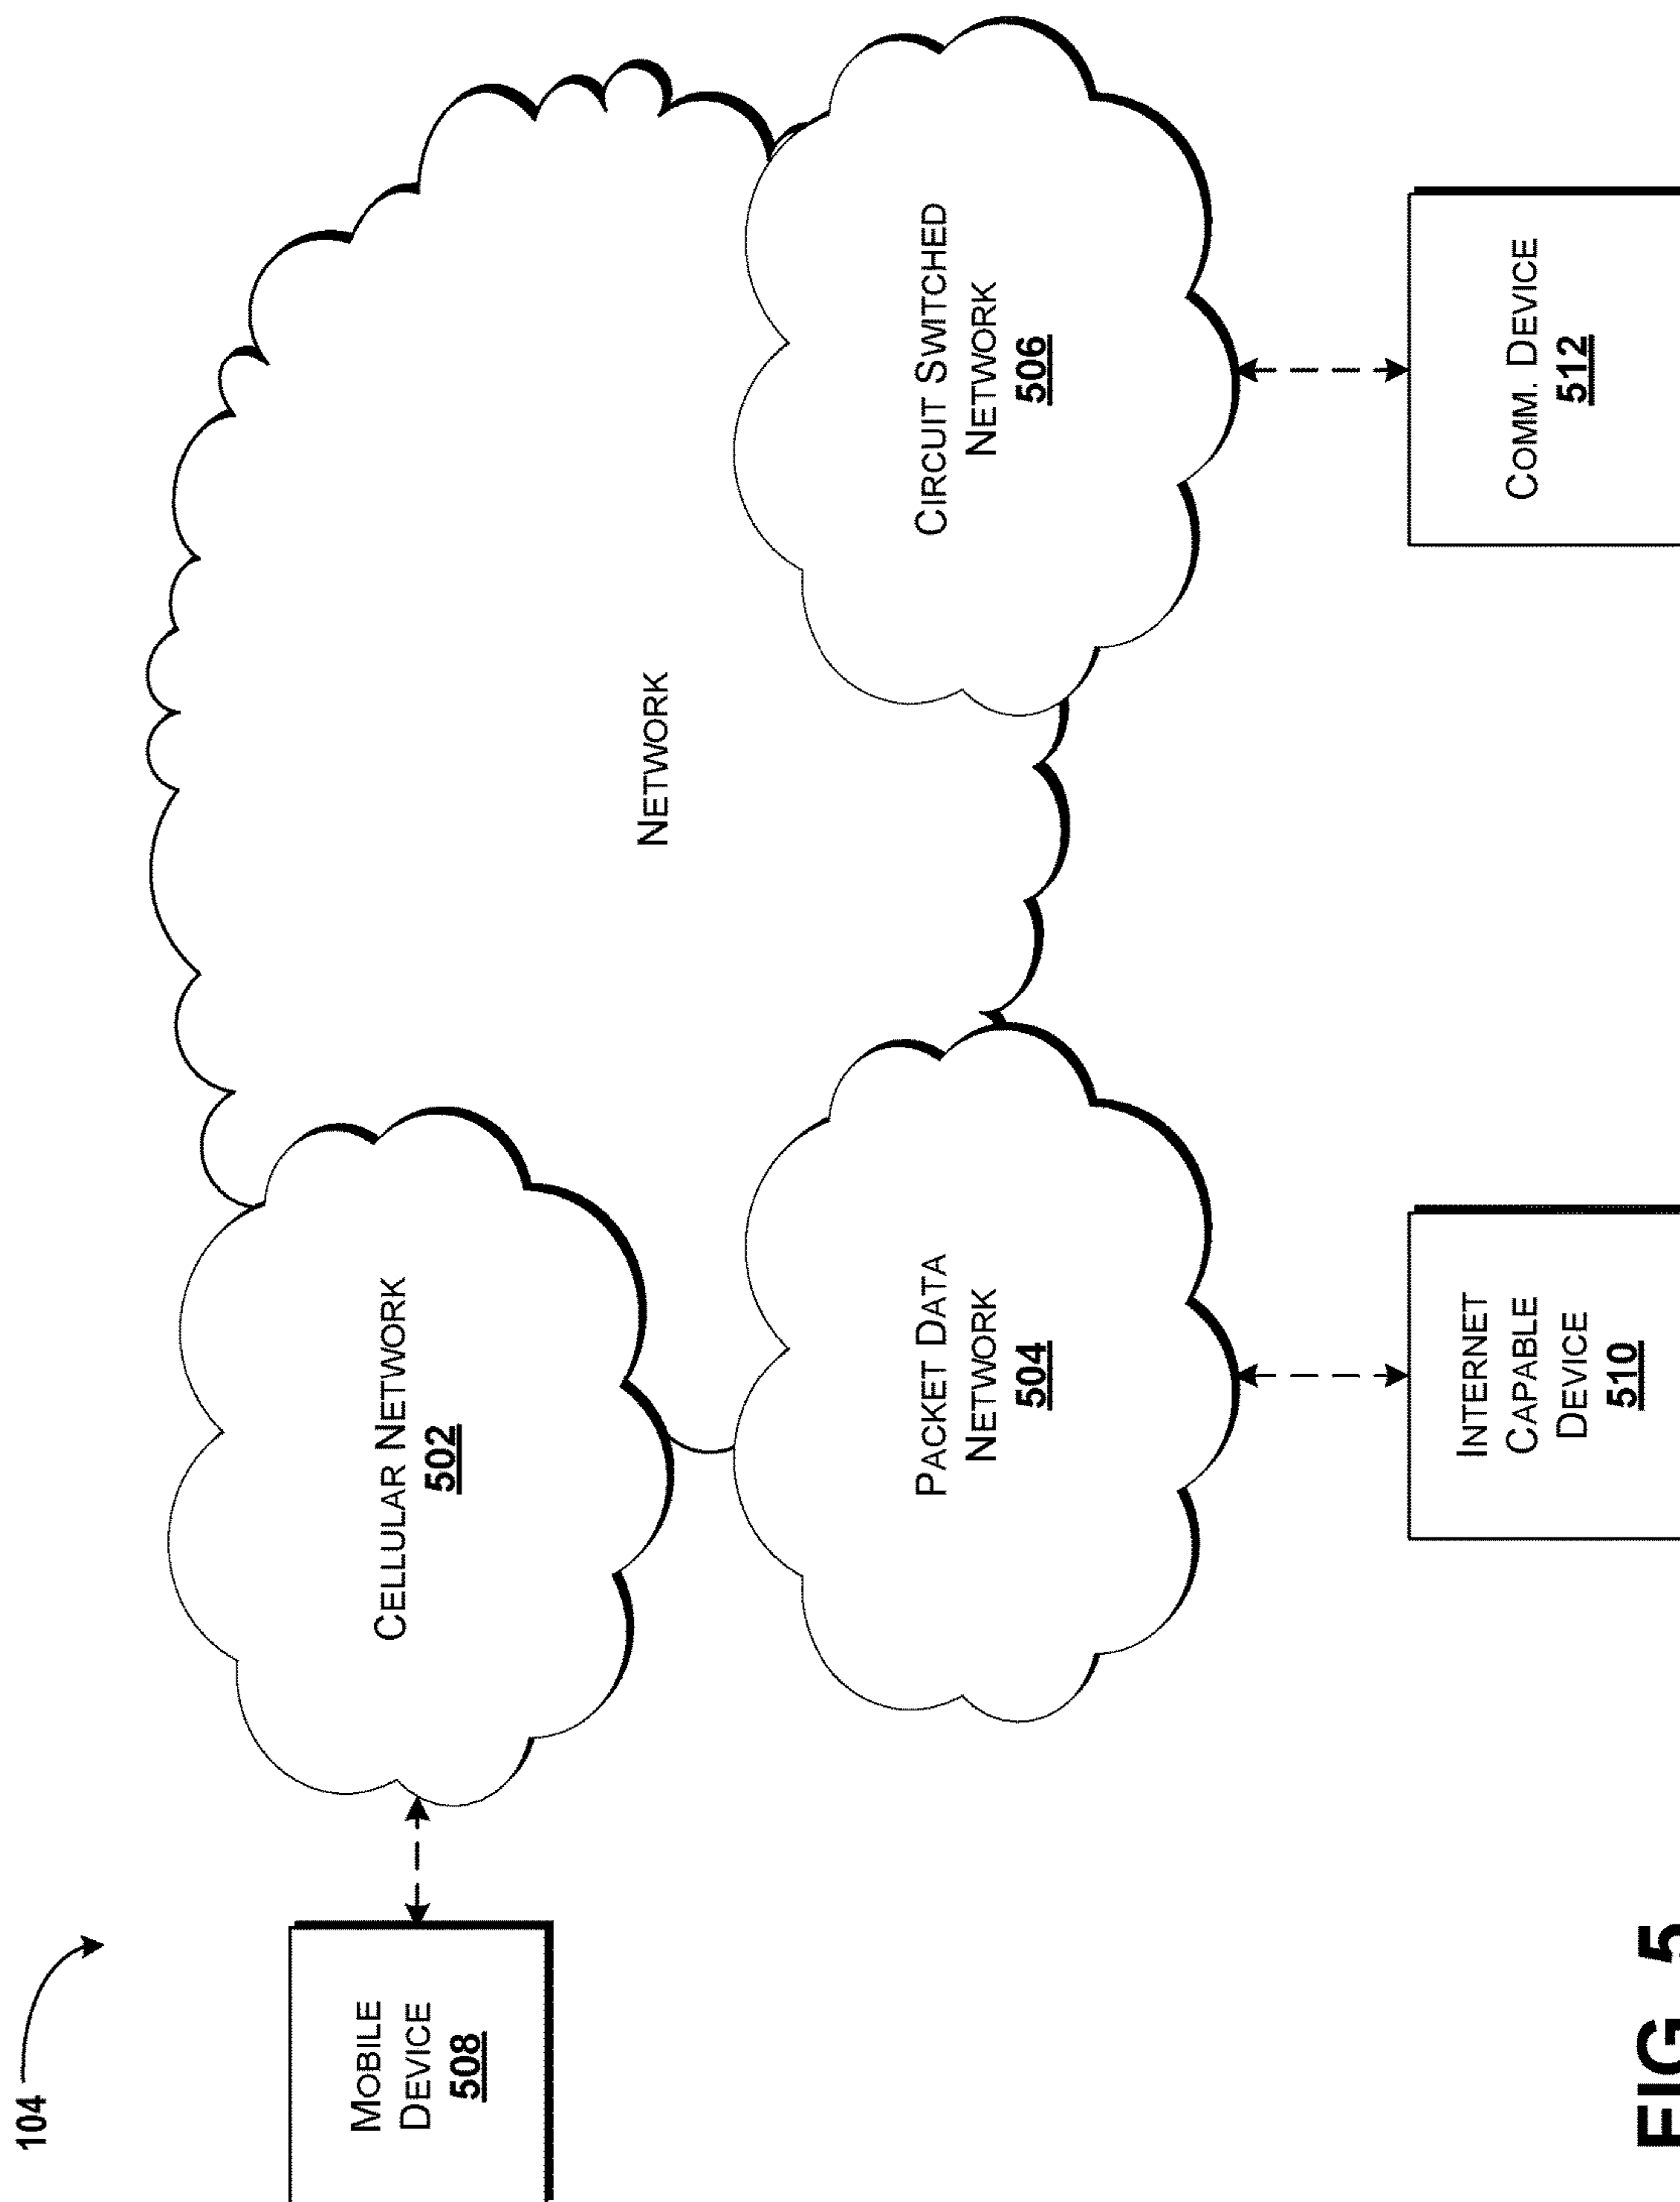 104
MOBILE
DEVICE
508
CELLULAR NETWORK
502
NETWORK
PACKET DATA
NETWORK
504
CIRCUIT SWITCHED
NETWORK
506
INTERNET
CAPABLE
DEVICE
510
COMM. DEVICE
512
FIG. 5